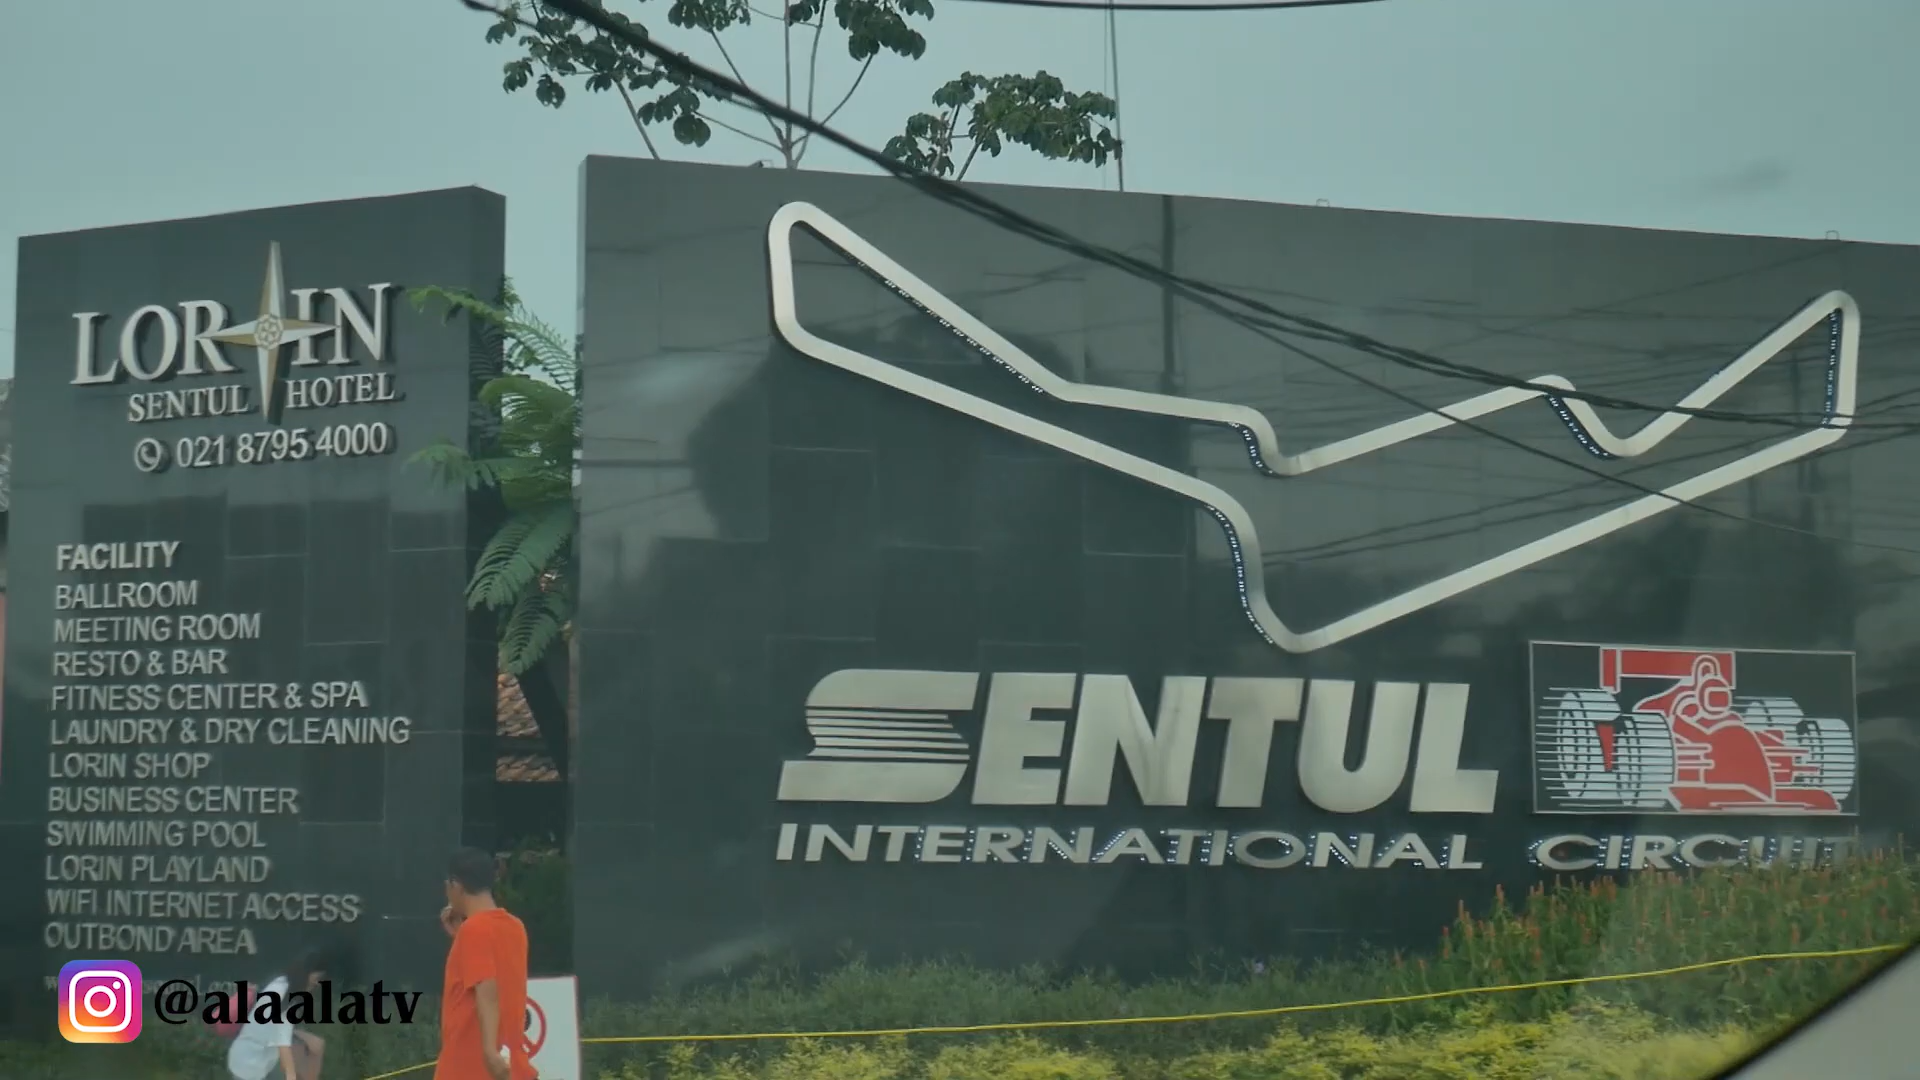 LORIN
SENTUL HOTEL
021 8795 4000
FACILITY
BALLROOM
MEETING ROOM
RESTO & BAR
FITNESS CENTER & SPA
LAUNDRY & DRY CLEANING
LORIN SHOP
BUSINESS CENTER
SWIMMING POOL
LORIN PLAYLAND
WIFI INTERNET ACCESS
OUTBOND AREA
@alaalatv
SENTUL
INTERNATIONAL CIRCUIT